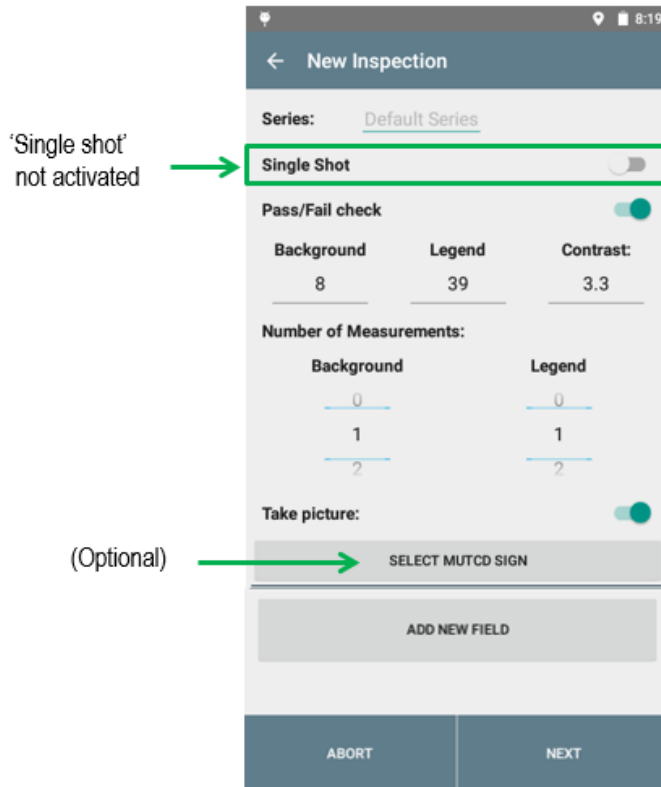 8:19
New Inspection
Series: Default Series
'Single shot'
not activated
Single Shot
Pass/Fail check
Background Legend Contrast:
8 39 3.3
Number of Measurements:
Background Legend
0 0
1 1
2 2
Take picture:
(Optional)
SELECT MUTCD SIGN
ADD NEW FIELD
ABORT NEXT